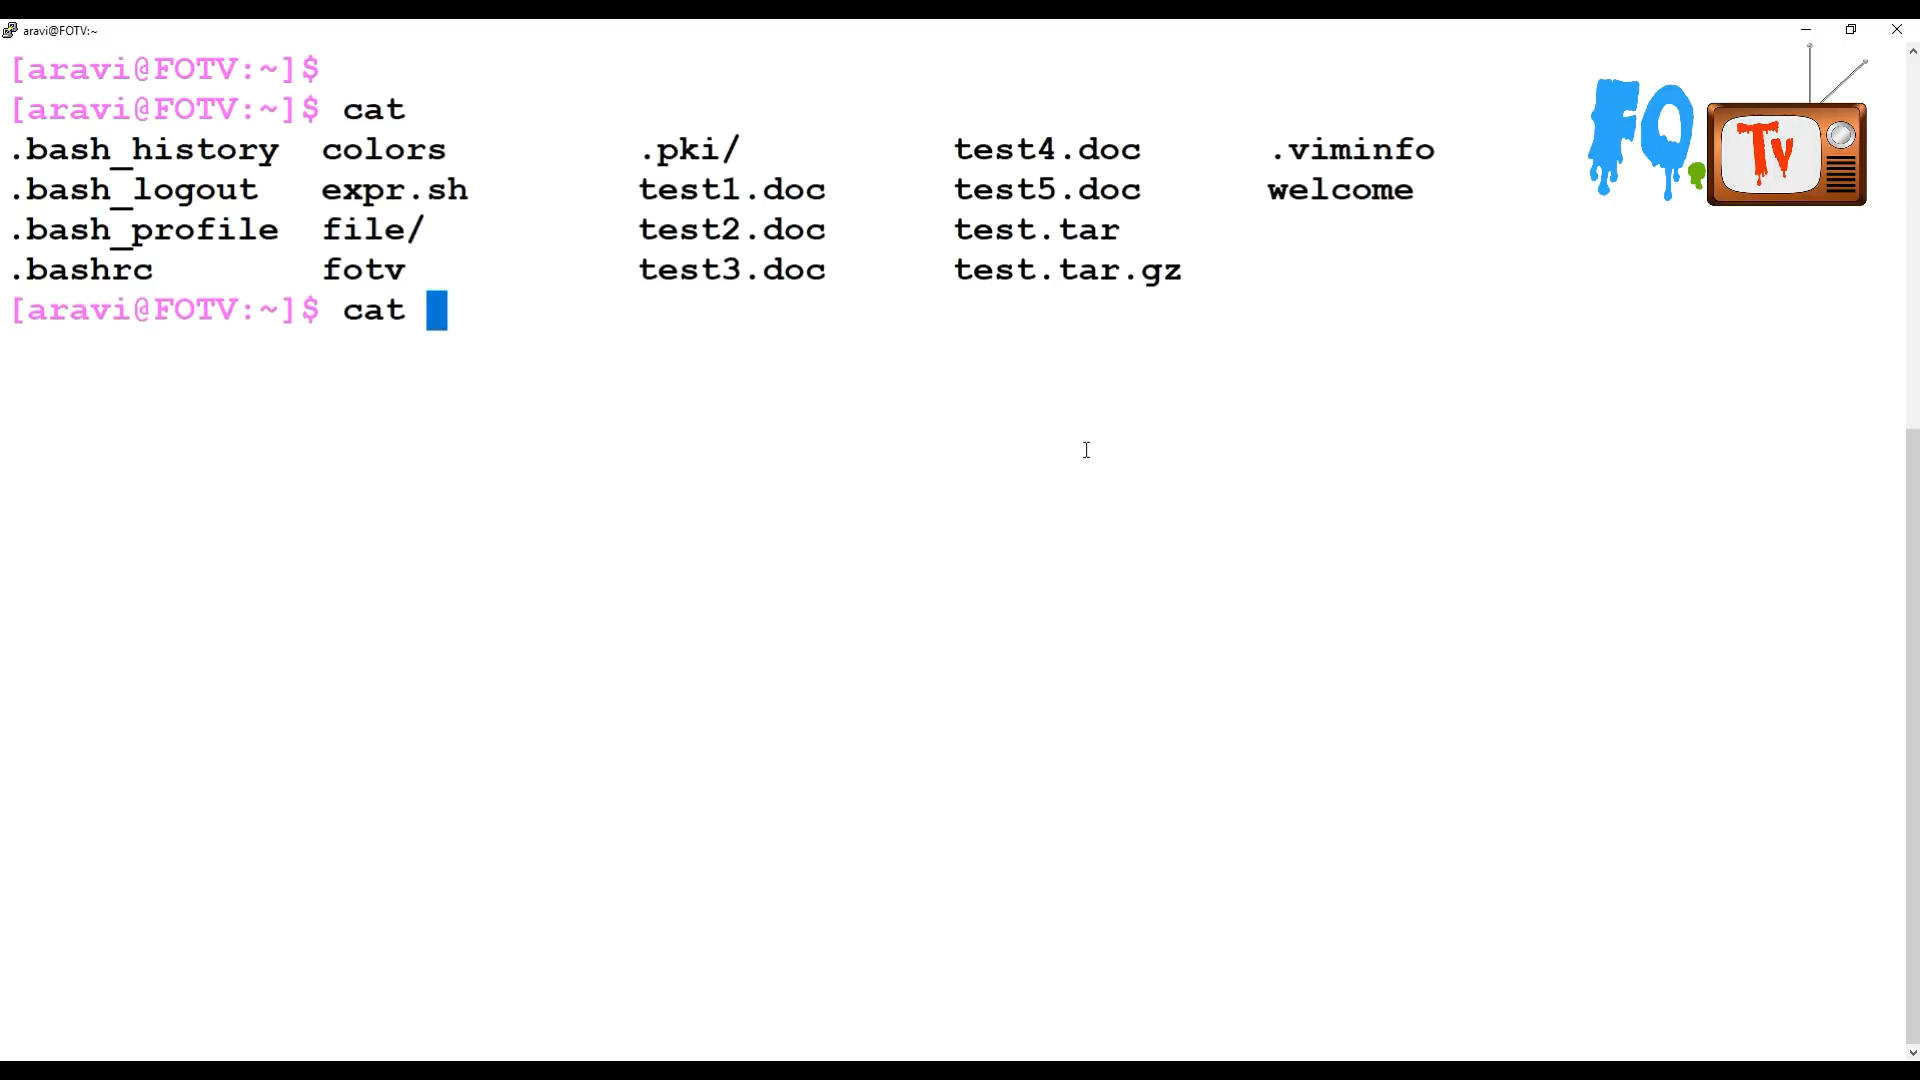 aravi@FOTV:~
[aravi@FOTV:~]$
[aravi@FOTV:~]$ cat
.bash_history colors .pki/ test4.doc .viminfo
.bash_logout expr.sh test1.doc test5.doc welcome
.bash_profile file/ test2.doc test.tar
.bashrc fotv test3.doc test.tar.gz
[aravi@FOTV:~]$ cat
FO.
Tv